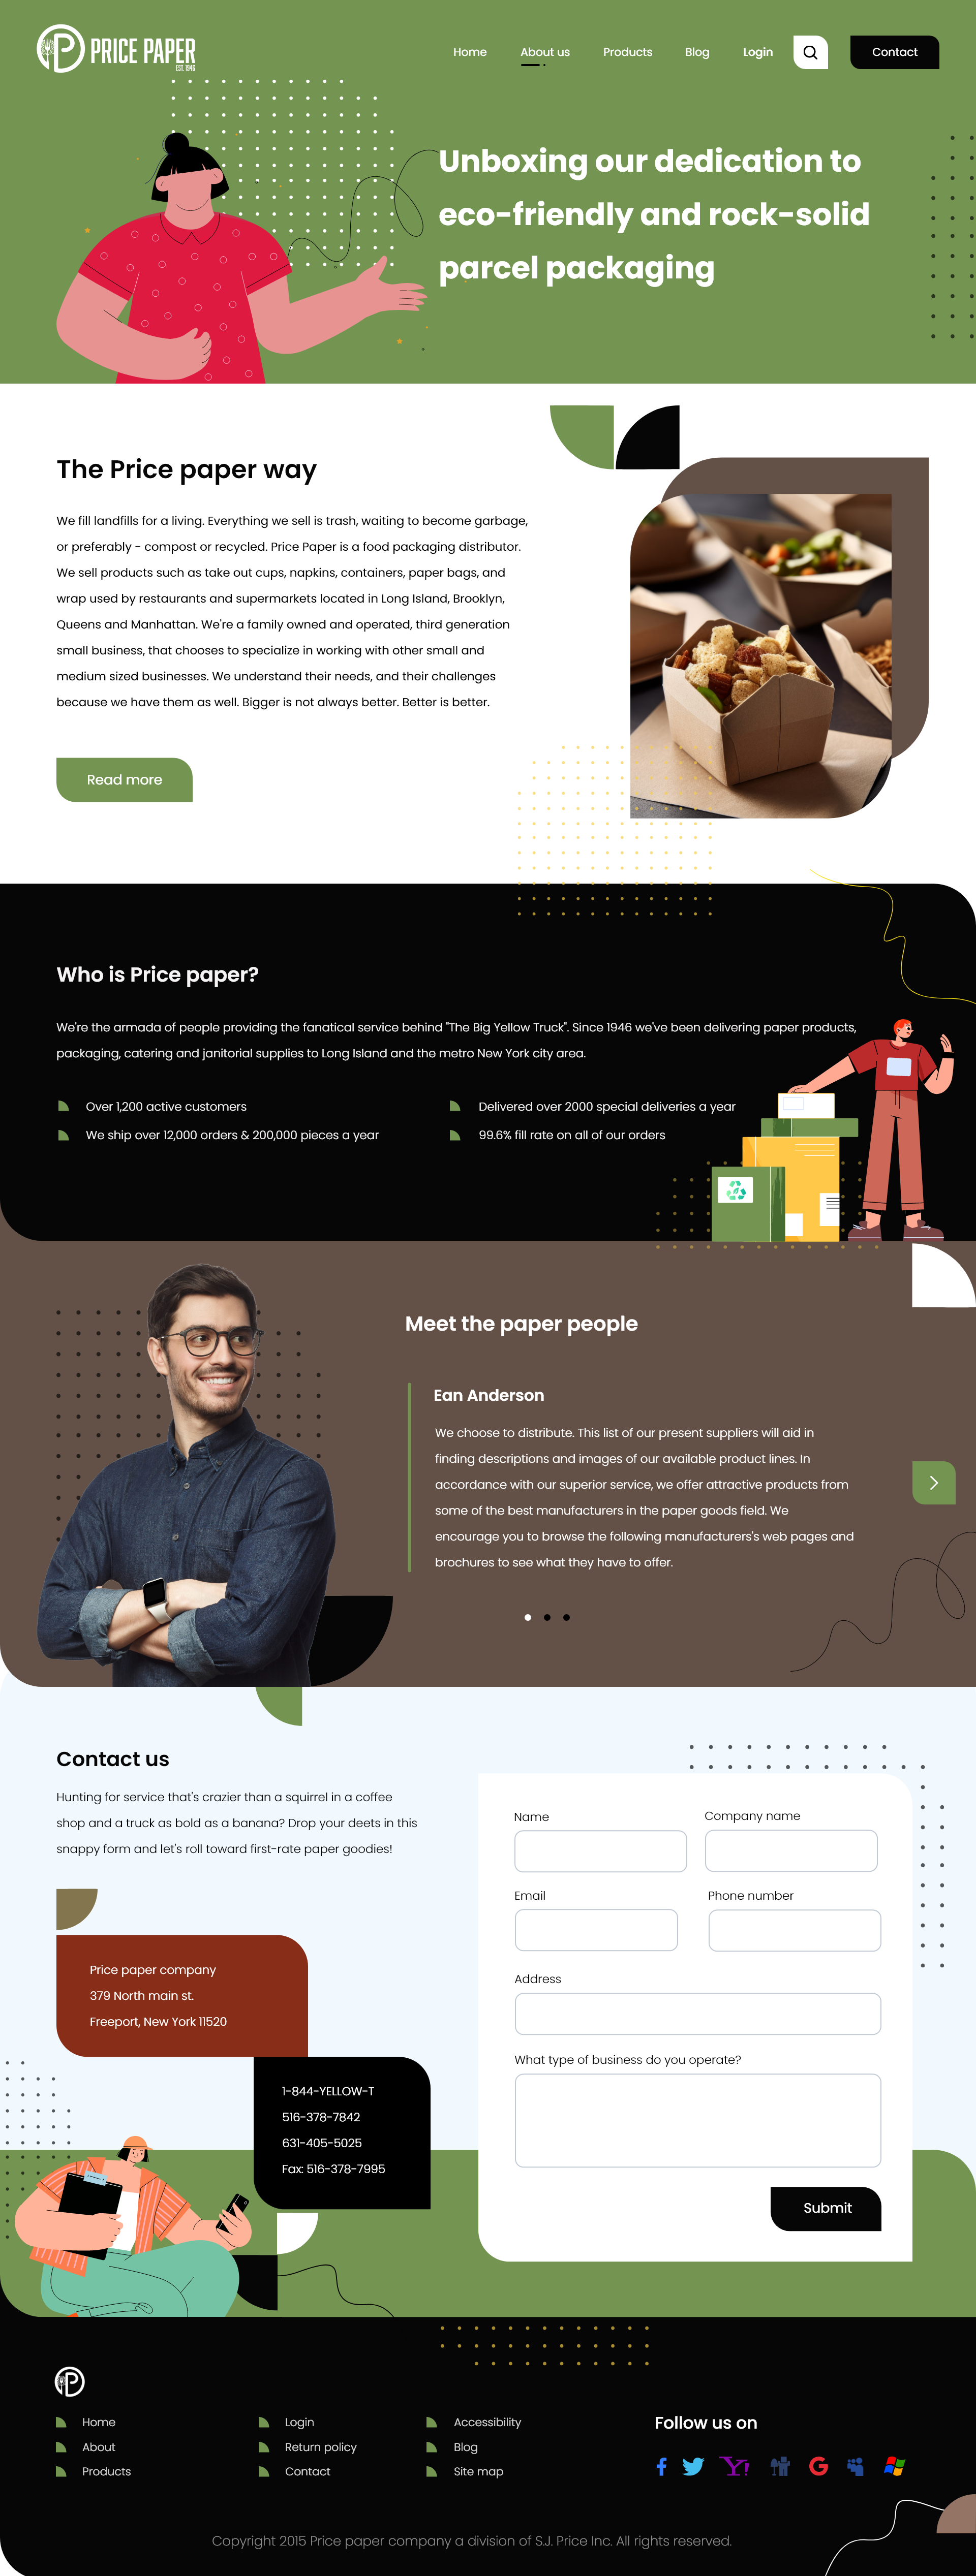 PRICE PAPER
EST. 1946
Home About us Products Blog Login Contact
Unboxing our dedication to
eco-friendly and rock-solid
parcel packaging
The Price paper way
We fill landfills for a living. Everything we sell is trash, waiting to become garbage,
or preferably - compost or recycled. Price Paper is a food packaging distributor.
We sell products such as take out cups, napkins, containers, paper bags, and
wrap used by restaurants and supermarkets located in Long Island, Brooklyn,
Queens and Manhattan. We're a family owned and operated, third generation
small business, that chooses to specialize in working with other small and
medium sized businesses. We understand their needs, and their challenges
because we have them as well. Bigger is not always better. Better is better.
Read more
Who is Price paper?
We're the armada of people providing the fanatical service behind "The Big Yellow Truck". Since 1946 we've been delivering paper products,
packaging, catering and janitorial supplies to Long Island and the metro New York city area.
Over 1,200 active customers
Delivered over 2000 special deliveries a year
We ship over 12,000 orders & 200,000 pieces a year
99.6% fill rate on all of our orders
Meet the paper people
Ean Anderson
We choose to distribute. This list of our present suppliers will aid in
finding descriptions and images of our available product lines. In
accordance with our superior service, we offer attractive products from
some of the best manufacturers in the paper goods field. We
encourage you to browse the following manufacturers's web pages and
brochures to see what they have to offer.
Contact us
Hunting for service that's crazier than a squirrel in a coffee
shop and a truck as bold as a banana? Drop your deets in this
snappy form and let's roll toward first-rate paper goodies!
Price paper company
379 North main st.
Freeport, New York 11520
1-844-YELLOW-T
516-378-7842
631-405-5025
Fax: 516-378-7995
Name
Company name
Email
Phone number
Address
What type of business do you operate?
Submit
Home
About
Products
Login
Return policy
Contact
Accessibility
Blog
Site map
Follow us on
Copyright 2015 Price paper company a division of S.J. Price Inc. All rights reserved.